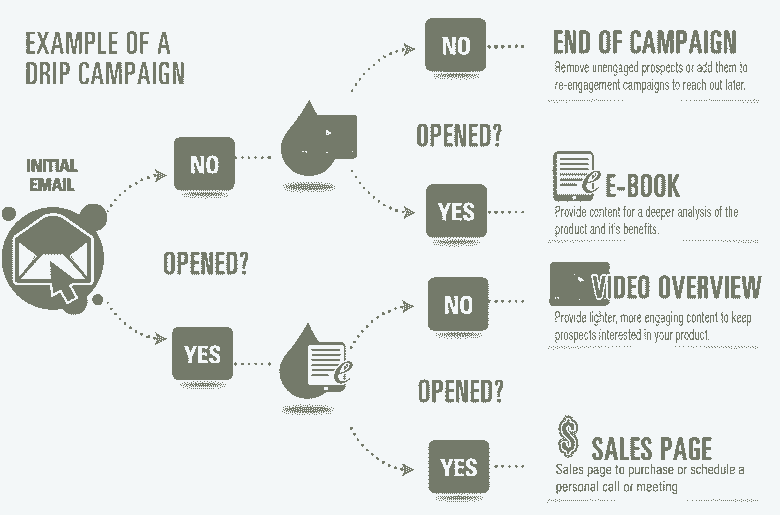 EXAMPLE OF A
DRIP CAMPAIGN
INITIAL
EMAIL
OPENED?
NO
YES
OPENED?
NO
END OF CAMPAIGN
Remove unengaged prospects or add them to
re-engagement campaigns to reach out later.
YES
E-BOOK
Provide content for a deeper analysis of the
product and it's benefits.
OPENED?
NO
VIDEO OVERVIEW
Provide lighter, more engaging content to keep
prospects interested in your product.
YES
$ SALES PAGE
Sales page to purchase or schedule a
personal call or meeting